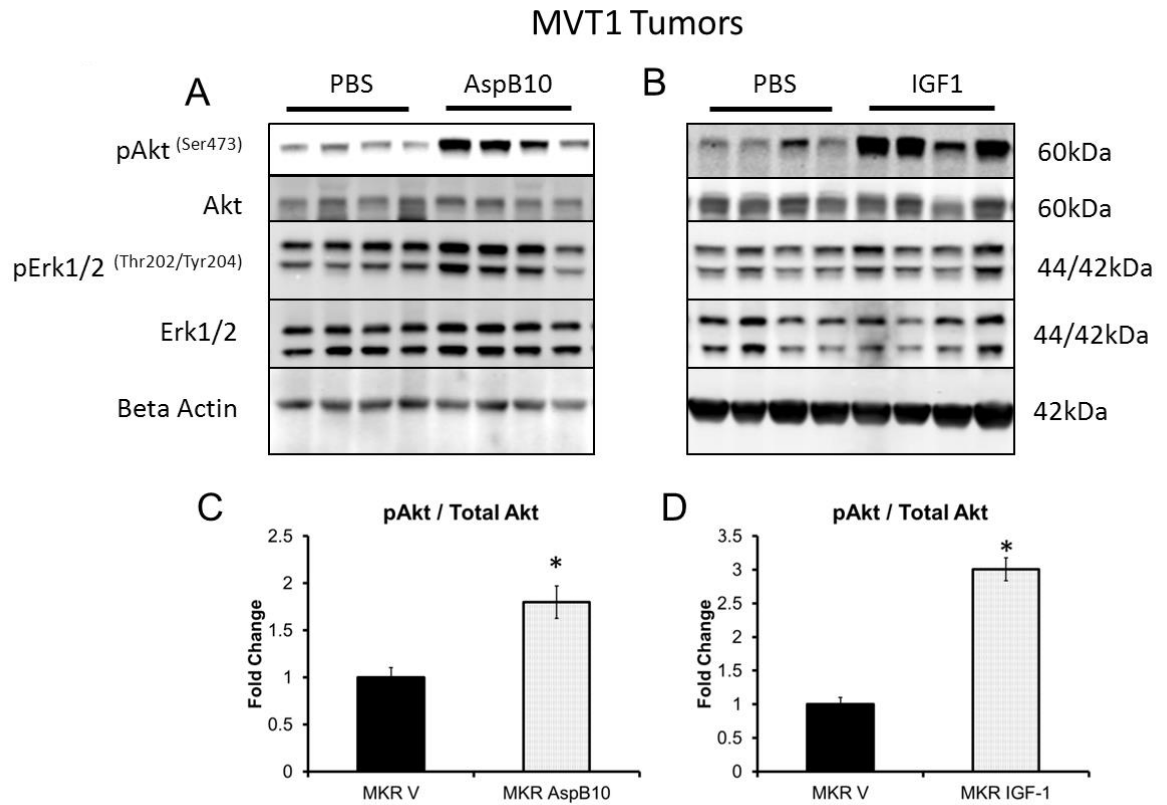 MVT1 Tumors
A
PBS
AspB10
B
PBS
IGF1
pAkt (Ser473)
60kDa
Akt
60kDa
pErk1/2 (Thr202/Tyr204)
44/42kDa
Erk1/2
44/42kDa
Beta Actin
42kDa
C
pAkt / Total Akt
Fold Change
2.5
2
1.5
1
0.5
0
*
MKR V
MKR AspB10
D
pAkt / Total Akt
Fold Change
3.5
3
2.5
2
1.5
1
0.5
0
*
MKR V
MKR IGF-1